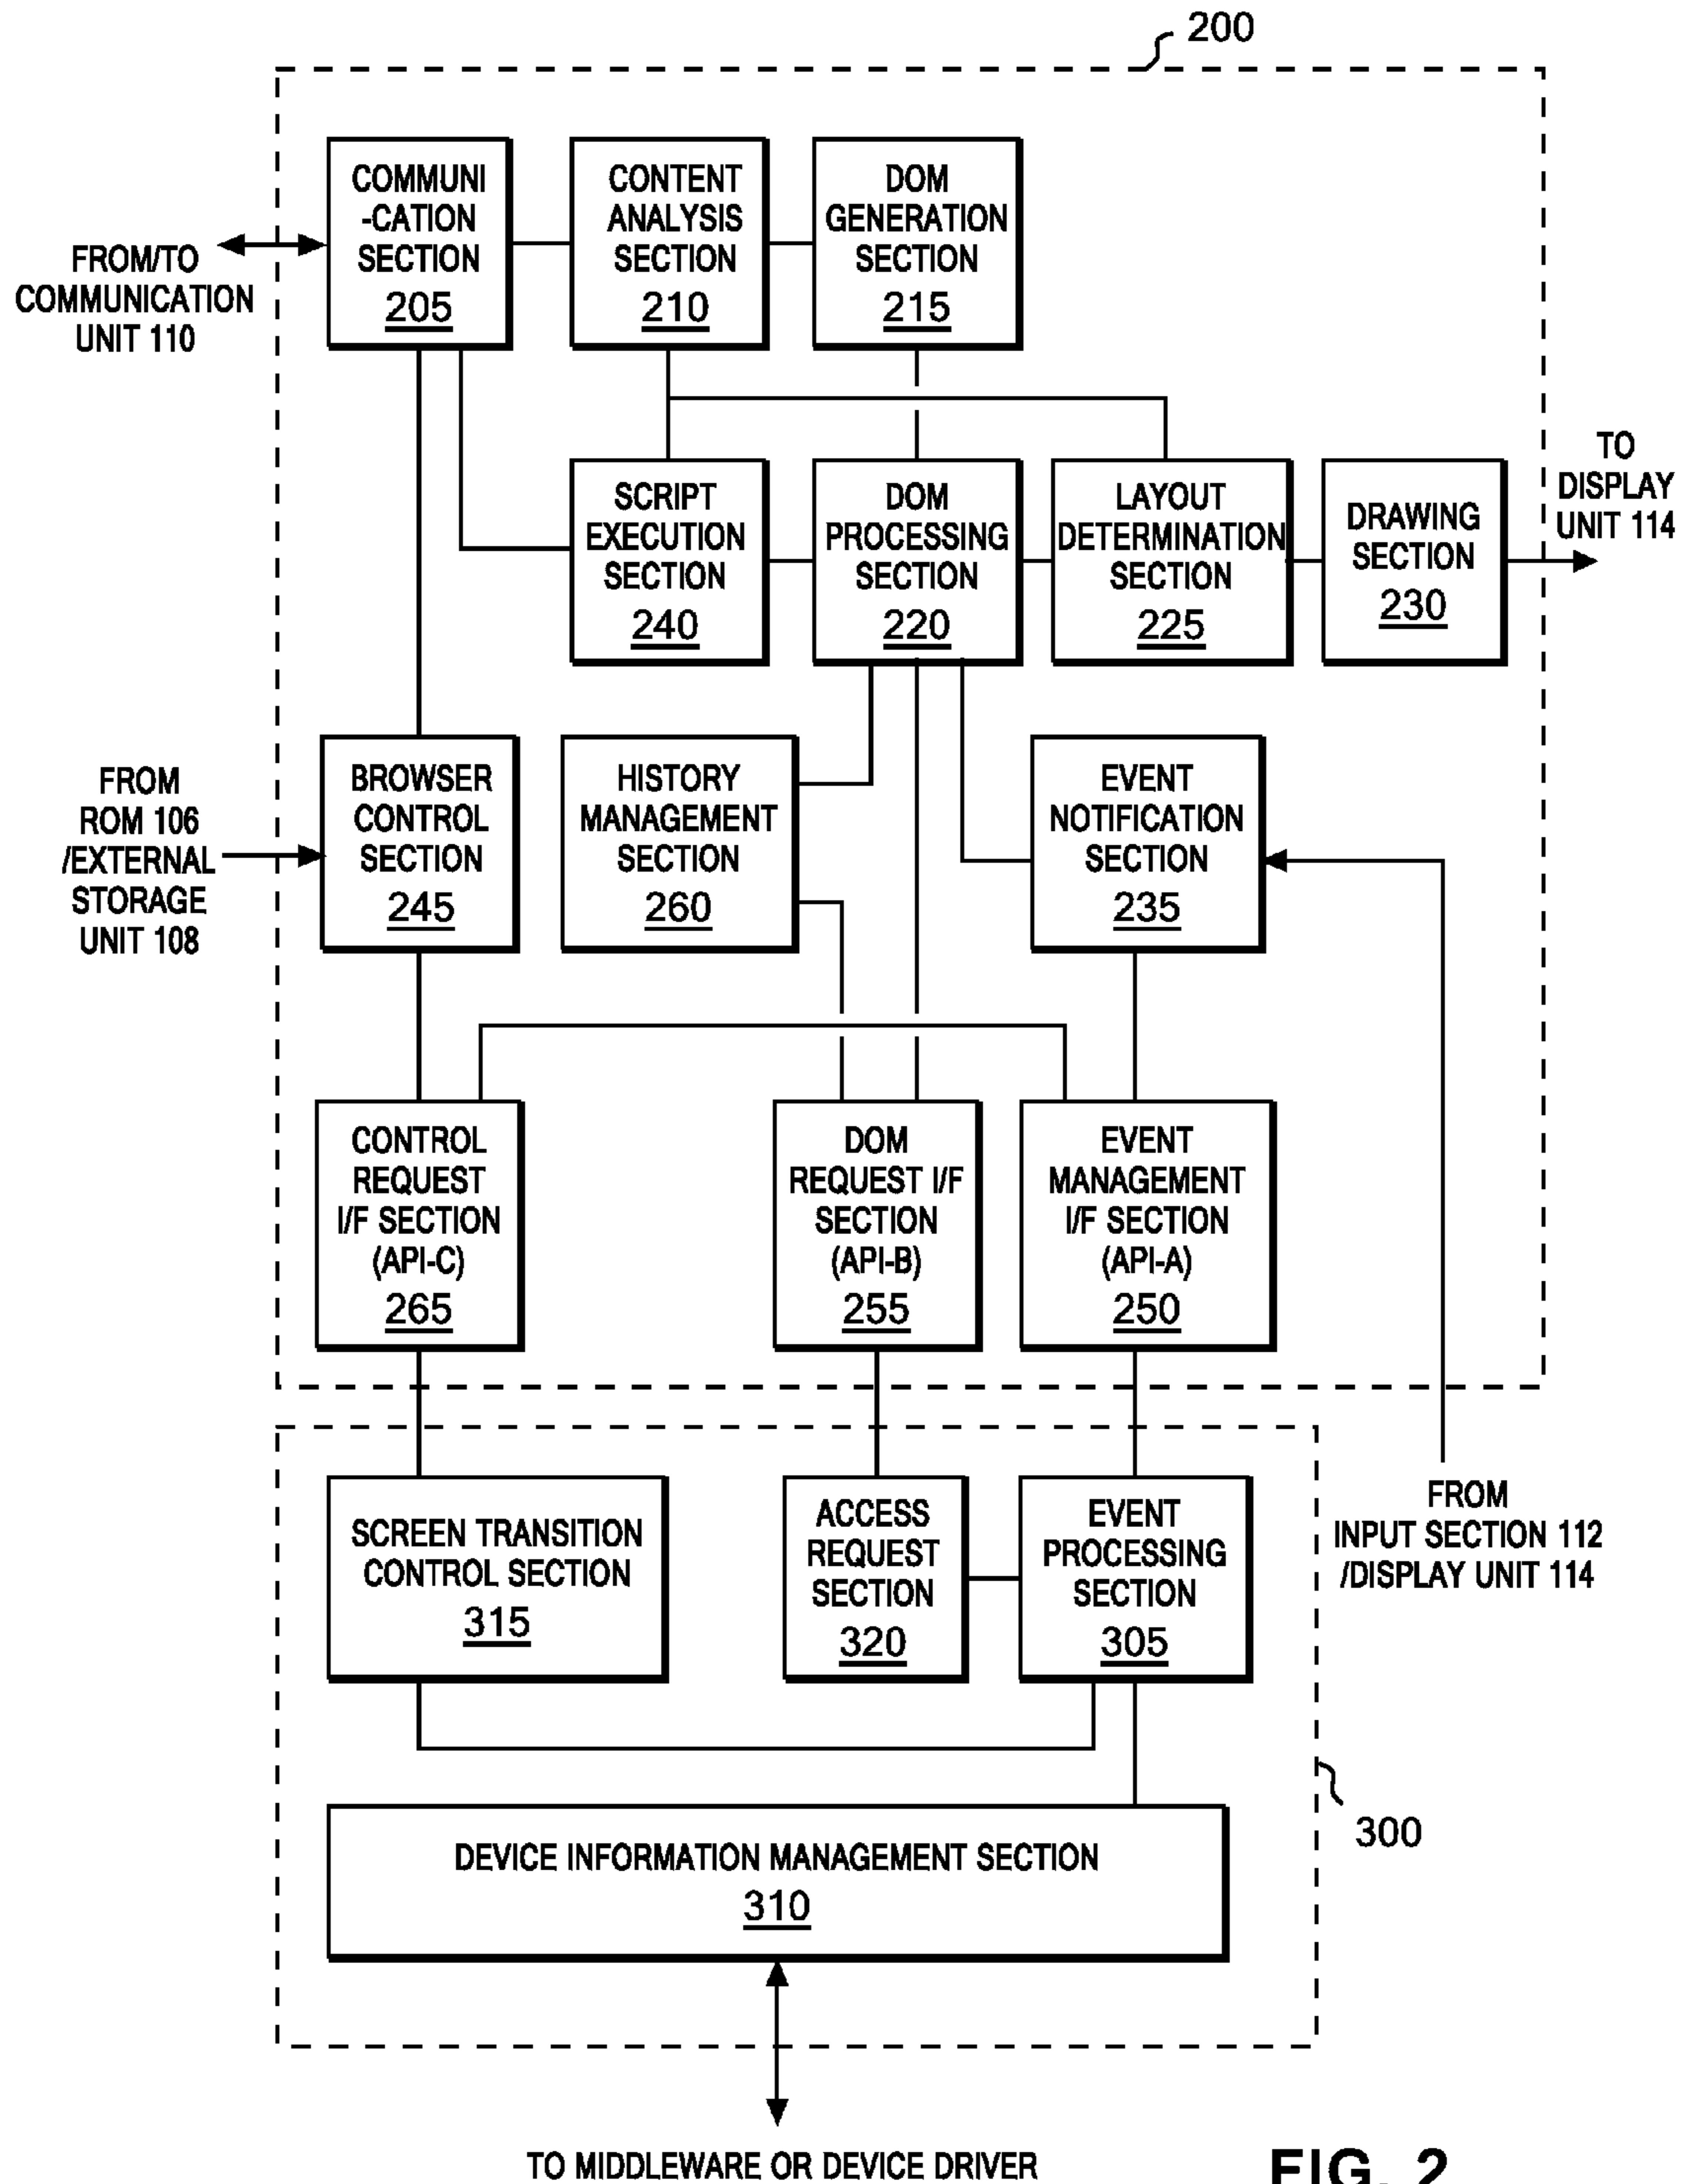 200
COMMUNI
-CATION
SECTION
205
CONTENT
ANALYSIS
SECTION
210
DOM
GENERATION
SECTION
215
FROM/TO
COMMUNICATION
UNIT 110
SCRIPT
EXECUTION
SECTION
240
DOM
PROCESSING
SECTION
220
LAYOUT
DETERMINATION
SECTION
225
DRAWING
SECTION
230
TO
DISPLAY
UNIT 114
FROM
ROM 106
/EXTERNAL
STORAGE
UNIT 108
BROWSER
CONTROL
SECTION
245
HISTORY
MANAGEMENT
SECTION
260
EVENT
NOTIFICATION
SECTION
235
CONTROL
REQUEST
I/F SECTION
(API-C)
265
DOM
REQUEST I/F
SECTION
(API-B)
255
EVENT
MANAGEMENT
I/F SECTION
(API-A)
250
SCREEN TRANSITION
CONTROL SECTION
315
ACCESS
REQUEST
SECTION
320
EVENT
PROCESSING
SECTION
305
FROM
INPUT SECTION 112
/DISPLAY UNIT 114
300
DEVICE INFORMATION MANAGEMENT SECTION
310
TO MIDDLEWARE OR DEVICE DRIVER
FIG. 2